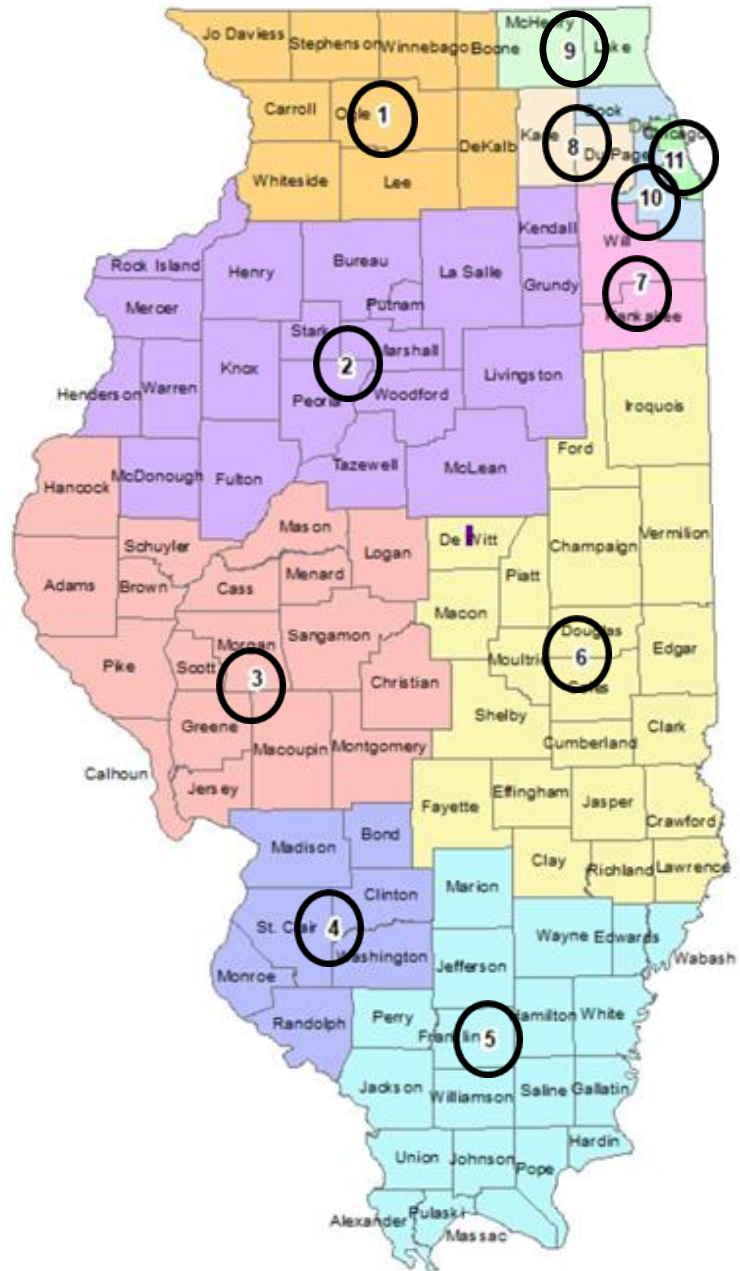 McHenry
Jo Daviess
Stephenson
Winnebago
Boone
9
Lake
Carroll
Ogle
1
Cook
Kane
8
DuPage
Chicago
11
DeKalb
Whiteside
Lee
10
Kendall
Will
Rock Island
Henry
Bureau
La Salle
Grundy
7
Kankakee
Mercer
Putnam
Stark
Marshall
2
Knox
Henderson
Warren
Peoria
Woodford
Livingston
Iroquois
Ford
Hancock
McDonough
Fulton
Tazewell
McLean
Mason
De Witt
Champaign
Vermilion
Schuyler
Logan
Adams
Brown
Cass
Menard
Piatt
Macon
Morgan
Sangamon
Douglas
Pike
Scott
3
Christian
Moultrie
6
Coles
Edgar
Greene
Shelby
Macoupin
Montgomery
Cumberland
Clark
Calhoun
Jersey
Fayette
Effingham
Jasper
Crawford
Madison
Bond
Clay
Richland
Lawrence
Marion
Clinton
St. Clair
4
Washington
Wayne
Edwards
Wabash
Jefferson
Monroe
Randolph
Perry
Franklin
5
Hamilton
White
Jackson
Williamson
Saline
Gallatin
Union
Johnson
Pope
Hardin
Alexander
Pulaski
Massac